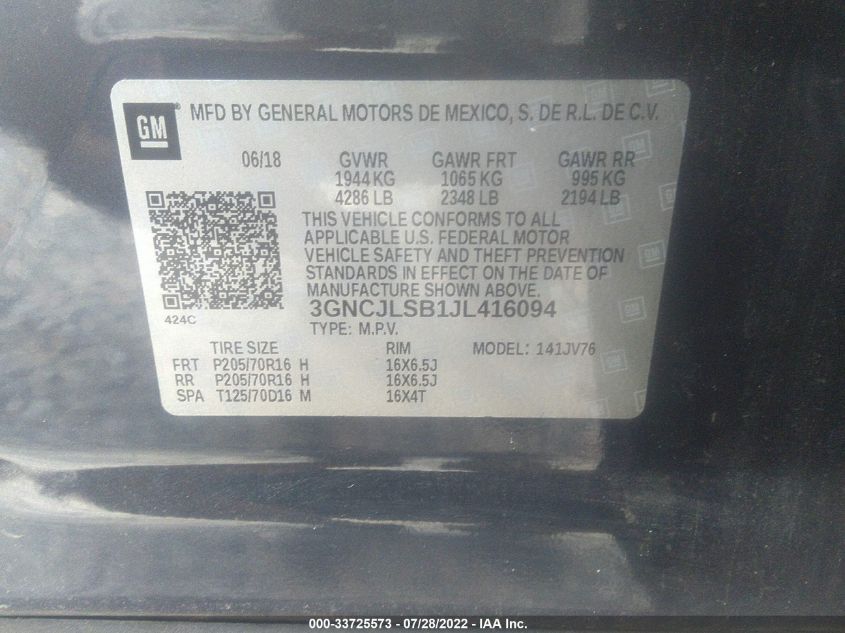 GM MFD BY GENERAL MOTORS DE MEXICO, S. DE R.L. DE C.V.
06/18 GVWR GAWR FRT GAWR RR
1944 KG 1065 KG 995 KG
4286 LB 2348 LB 2194 LB
THIS VEHICLE CONFORMS TO ALL
APPLICABLE U.S. FEDERAL MOTOR
VEHICLE SAFETY AND THEFT PREVENTION
STANDARDS IN EFFECT ON THE DATE OF
MANUFACTURE SHOWN ABOVE.
424C
3GNCJLSB1JL416094
TYPE: M.P.V.
TIRE SIZE RIM MODEL: 141JV76
FRT P205/70R16 H 16X6.5J
RR P205/70R16 H 16X6.5J
SPA T125/70D16 M 16X4T
000-33725573 - 07/28/2022 - IAA Inc.